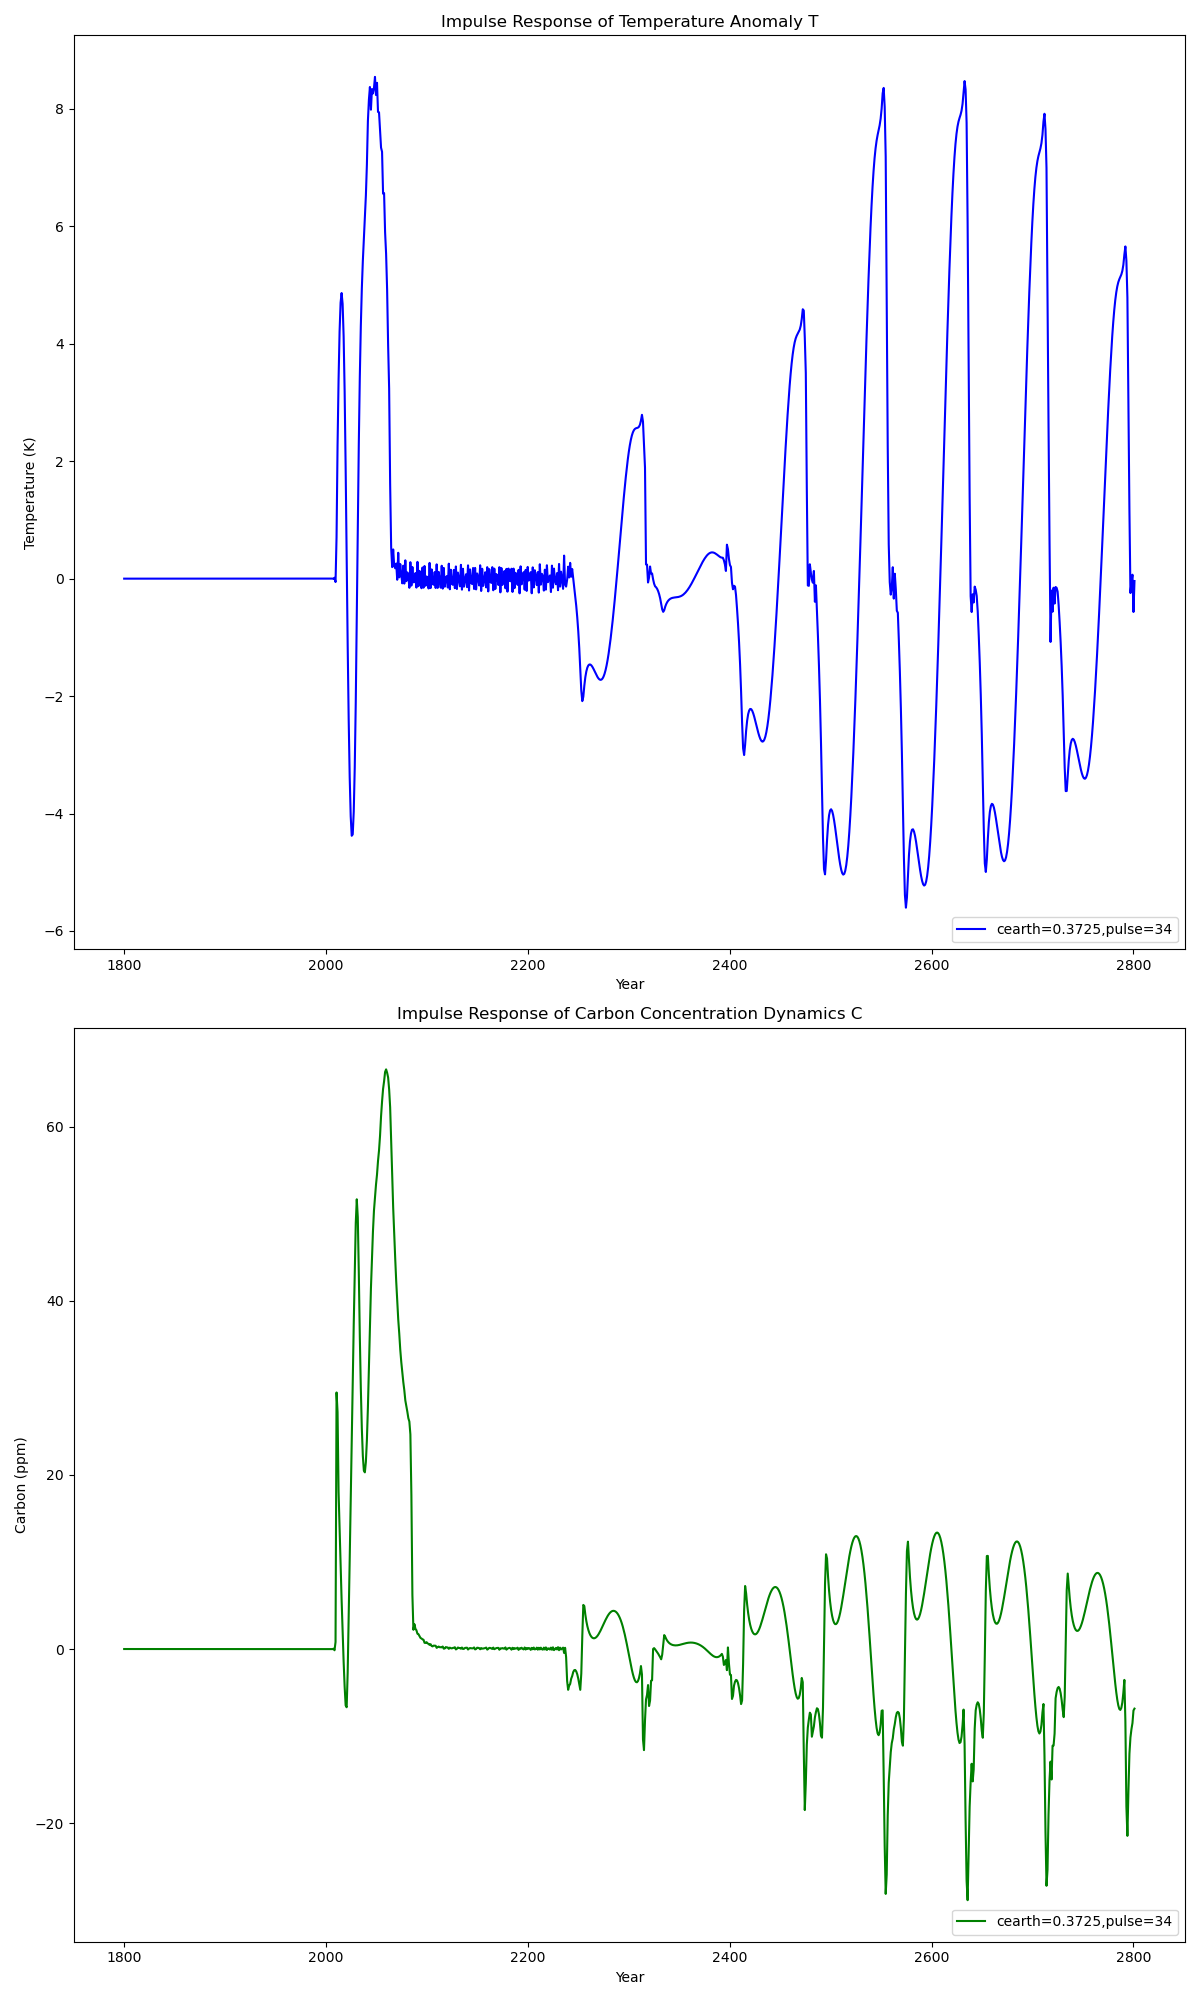 Impulse Response of Temperature Anomaly T
8
6
4
2
0
−2
−4
−6
Temperature (K)
cearth=0.3725,pulse=34
1800 2000 2200 2400 2600 2800
Year
Impulse Response of Carbon Concentration Dynamics C
60
40
20
0
−20
Carbon (ppm)
cearth=0.3725,pulse=34
1800 2000 2200 2400 2600 2800
Year